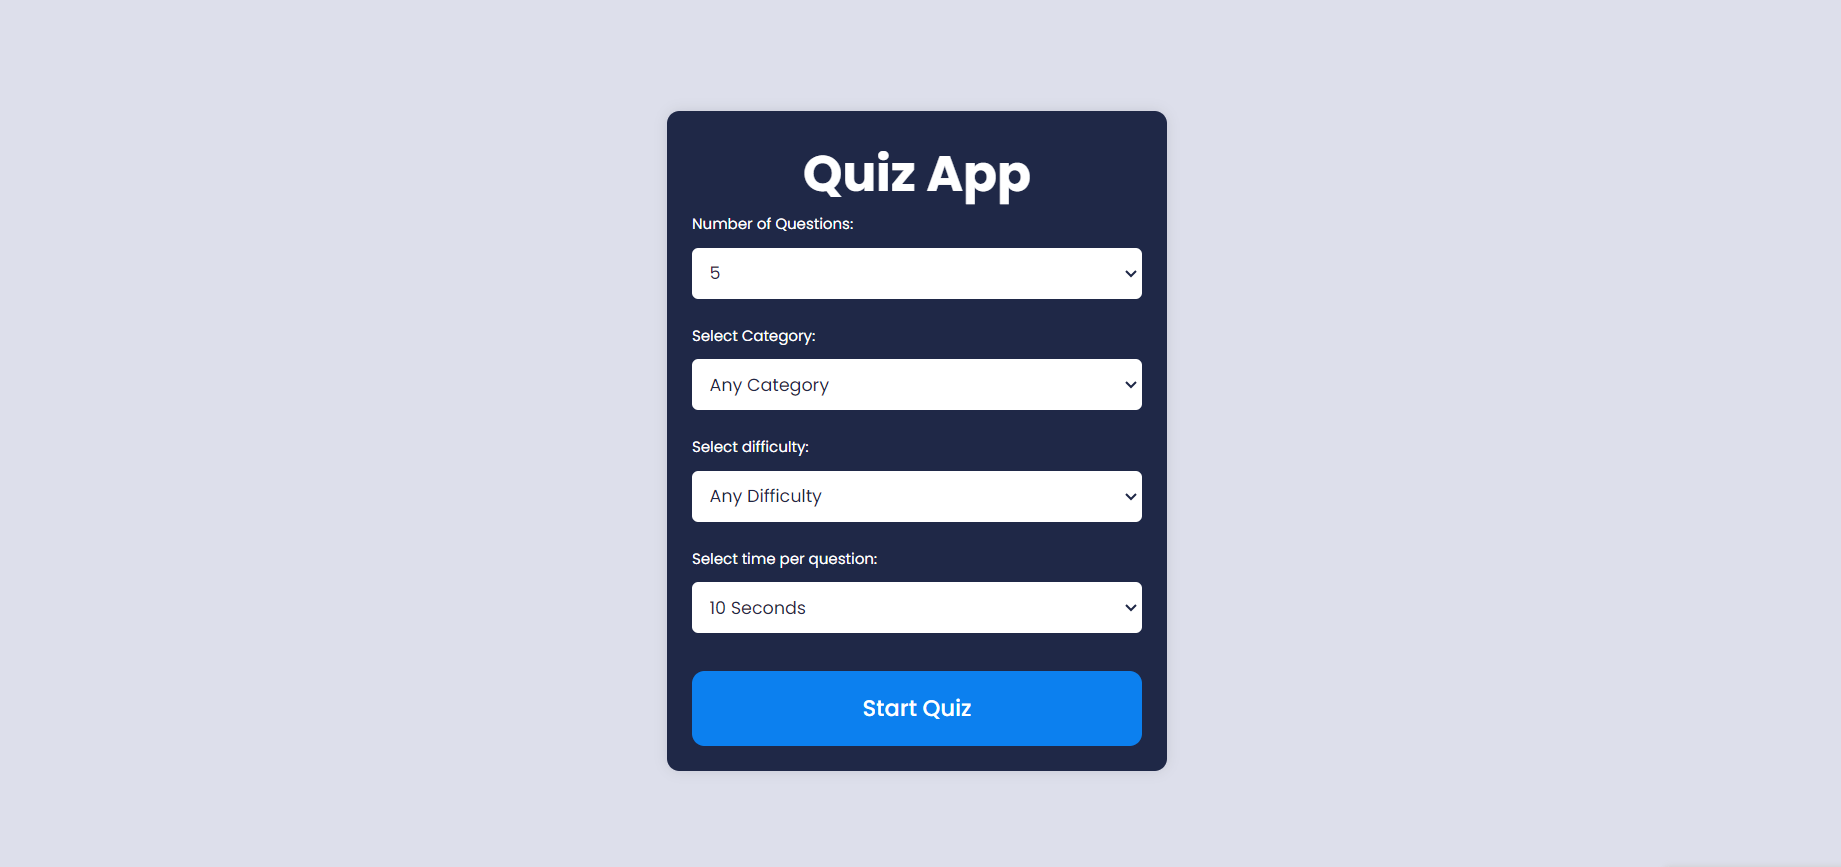 Quiz App
Number of Questions:
5
Select Category:
Any Category
Select difficulty:
Any Difficulty
Select time per question:
10 Seconds
Start Quiz